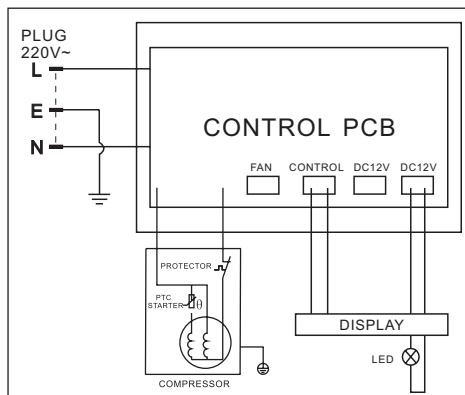 PLUG
220V~
L
E
N
CONTROL PCB
FAN CONTROL DC12V DC12V
PROTECTOR
PTC
STARTER
θ
DISPLAY
LED
COMPRESSOR